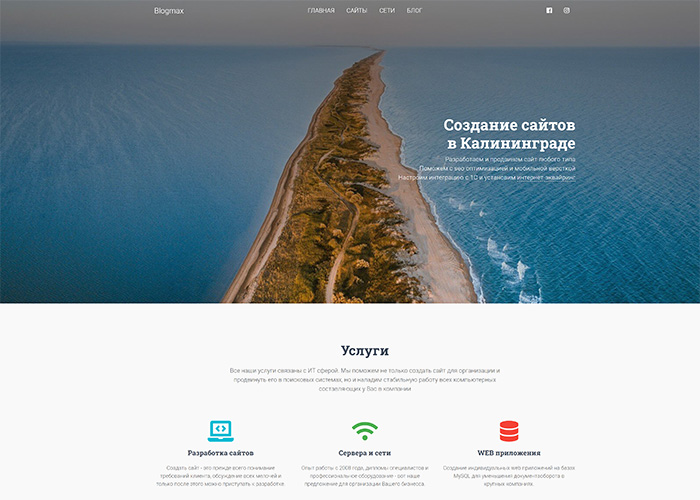 Blogmax
ГЛАВНАЯ САЙТЫ СЕТИ БЛОГ
Создание сайтов
в Калининграде
Разработаем и продвинем сайт любого типа
Поможем с seo оптимизацией и мобильной версткой
Настроим интеграцию с 1С и установим интернет эквайринг
Услуги
Все наши услуги связаны с ИТ сферой. Мы поможем не только создать сайт для организации и
продвинуть его в поисковых системах, но и наладим стабильную работу всех компьютерных
составляющих у Вас в компании
Разработка сайтов
Создать сайт - это прежде всего понимание
требований клиента, обсуждение всех мелочей и
только после этого можно приступать к разработке.
Сервера и сети
Опыт работы с 2008 года, дипломы специалистов и
профессиональное оборудование - вот наше
предложение для организации Вашего бизнеса.
WEB приложения
Создание индивидуальных web приложений на базах
MySQL для уменьшения документооборота в
крупных компаниях.